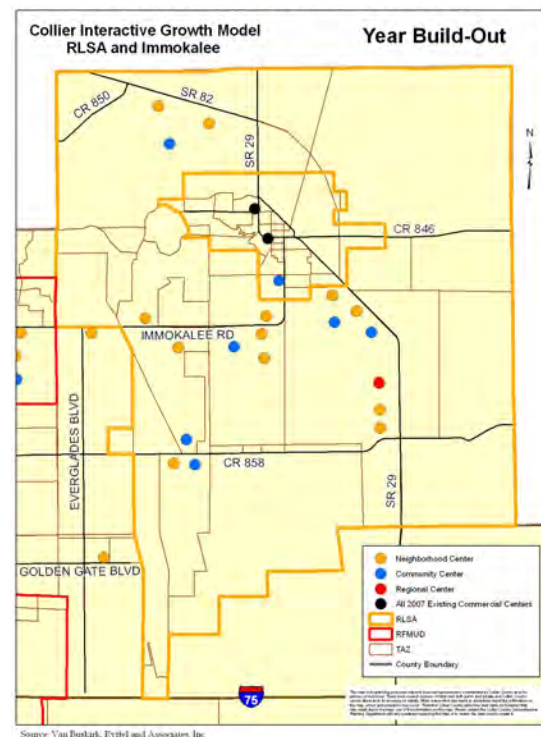 Collier Interactive Growth Model
RLSA and Immokalee
Year Build-Out
CR 850
SR 82
SR 29
N
CR 846
IMMOKALEE RD
EVERGLADES BLVD
CR 858
SR 29
GOLDEN GATE BLVD
75
Neighborhood Center
Community Center
Regional Center
All 2007 Existing Commercial Centers
RLSA
RFMUD
TAZ
County Boundary
Source: Van Buskirk, Ryffel and Associates, Inc.